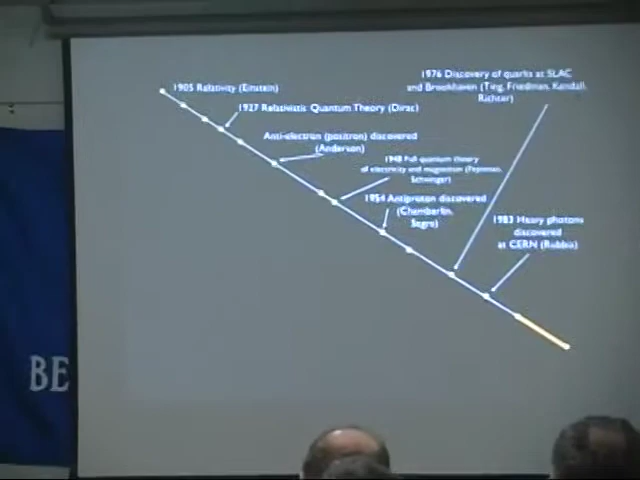 1905 Relativity (Einstein)
1927 Relativistic Quantum Theory (Dirac)
Anti-electron (positron) discovered
(Anderson)
1948 Full quantum theory
of electricity and magnetism (Feynman,
Schwinger)
1954 Antiproton discovered
(Chamberlin,
Segre)
1976 Discovery of quarks at SLAC
and Brookhaven (Ting, Friedman, Kendall,
Richter)
1983 Heavy photons
discovered
at CERN (Rubbia)
BE